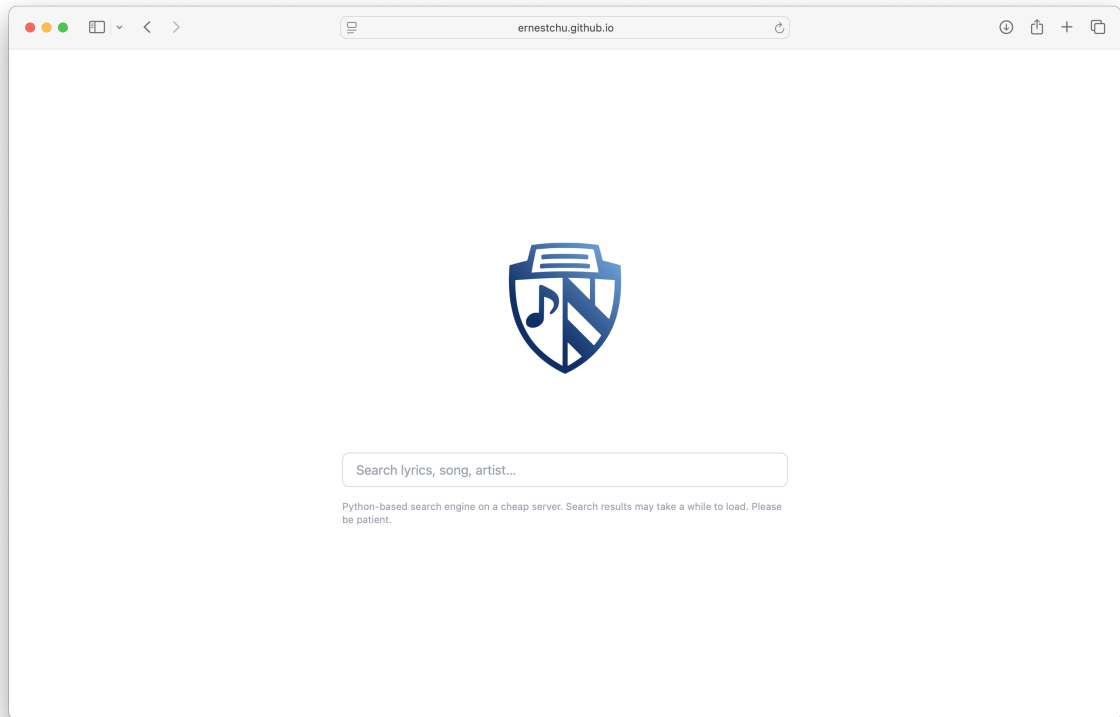 ernestchu.github.io
Search lyrics, song, artist...
Python-based search engine on a cheap server. Search results may take a while to load. Please
be patient.